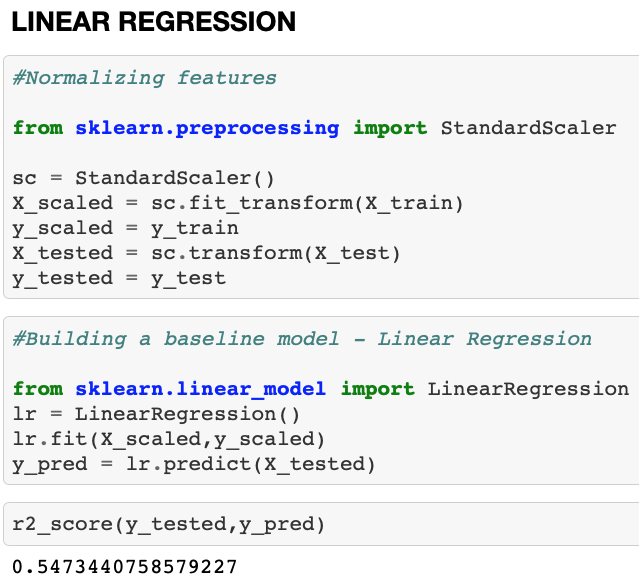 LINEAR REGRESSION
#Normalizing features
from sklearn.preprocessing import StandardScaler
sc = StandardScaler()
X_scaled = sc.fit_transform(X_train)
y_scaled = y_train
X_tested = sc.transform(X_test)
y_tested = y_test
#Building a baseline model - Linear Regression
from sklearn.linear_model import LinearRegression
lr = LinearRegression()
lr.fit(X_scaled,y_scaled)
y_pred = lr.predict(X_tested)
r2_score(y_tested,y_pred)
0.5473440758579227